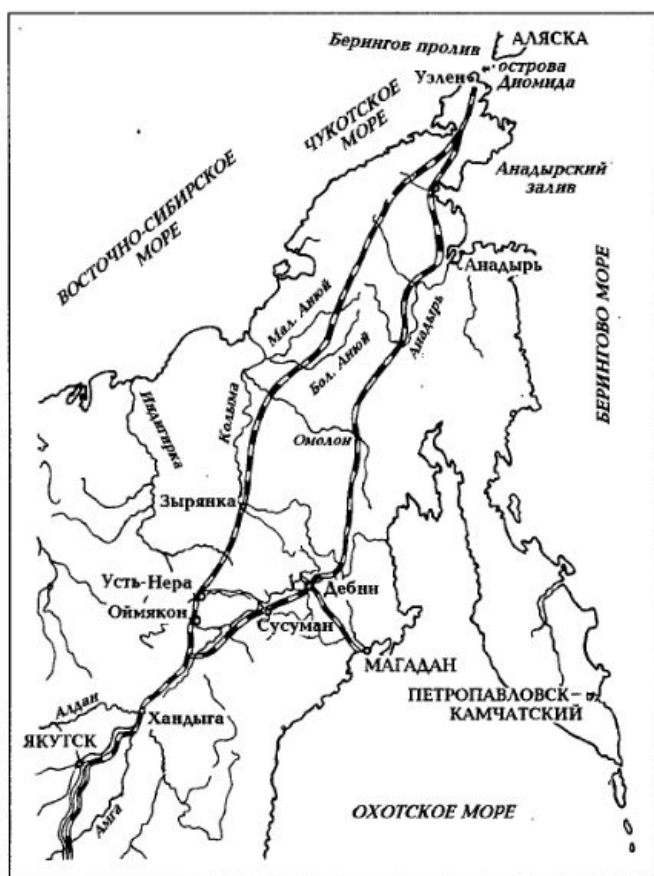 АЛЯСКА
Берингов пролив
острова
Диомида
Уэлен
ЧУКОТСКОЕ
МОРЕ
Анадырский
залив
ВОСТОЧНО-СИБИРСКОЕ
МОРЕ
Анадырь
БЕРИНГОВО МОРЕ
Мал. Анюй
Бол. Анюй
Анадырь
Индигирка
Колыма
Омолон
Зырянка
Усть-Нера
Дебин
Оймякон
Сусуман
МАГАДАН
ПЕТРОПАВЛОВСК-
КАМЧАТСКИЙ
Алдан
Хандыга
ЯКУТСК
Амга
ОХОТСКОЕ МОРЕ